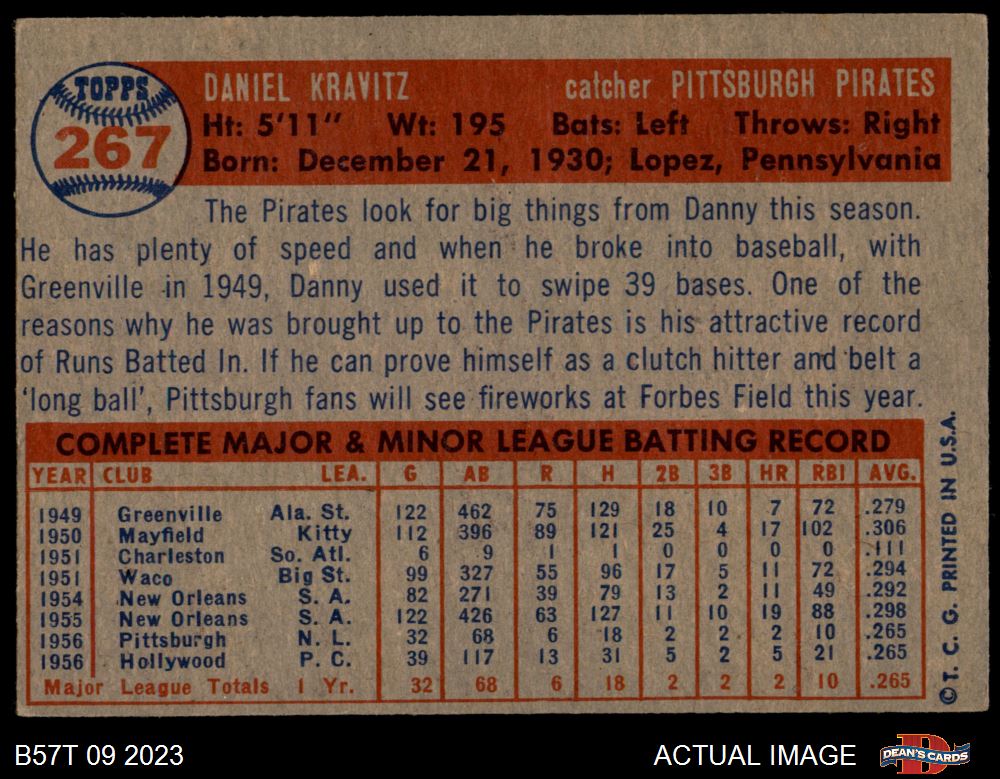 TOPPS
267
DANIEL KRAVITZ catcher PITTSBURGH PIRATES
Ht: 5'11" Wt: 195 Bats: Left Throws: Right
Born: December 21, 1930; Lopez, Pennsylvania
The Pirates look for big things from Danny this season.
He has plenty of speed and when he broke into baseball, with
Greenville in 1949, Danny used it to swipe 39 bases. One of the
reasons why he was brought up to the Pirates is his attractive record
of Runs Batted In. If he can prove himself as a clutch hitter and belt a
'long ball', Pittsburgh fans will see fireworks at Forbes Field this year.
COMPLETE MAJOR & MINOR LEAGUE BATTING RECORD
YEAR CLUB LEA. G AB R H 2B 3B HR RBI AVG.
1949 Greenville Ala. St. 122 462 75 129 18 10 7 72 .279
1950 Mayfield Kitty 112 396 89 121 25 4 17 102 .306
1951 Charleston So. Atl. 6 9 1 1 0 0 0 0 .111
1951 Waco Big St. 99 327 55 96 17 5 11 72 .294
1954 New Orleans S. A. 82 271 39 79 13 2 11 49 .292
1955 New Orleans S. A. 122 426 63 127 11 10 19 88 .298
1956 Pittsburgh N. L. 32 68 6 18 2 2 2 10 .265
1956 Hollywood P. C. 39 117 13 31 5 2 5 21 .265
Major League Totals 1 Yr. 32 68 6 18 2 2 2 10 .265
© T. C. G. PRINTED IN U.S.A.
B57T 09 2023 ACTUAL IMAGE DEAN'S CARDS